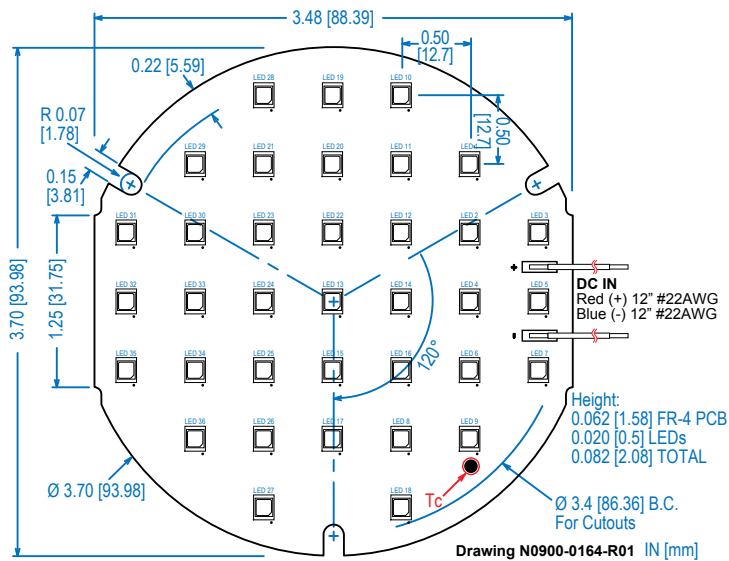 3.48 [88.39]
0.22 [5.59]
0.50
[12.7]
LED 28
LED 19
LED 10
R 0.07
[1.78]
0.50
[12.7]
LED 29
LED 21
LED 20
LED 11
0.15
[3.81]
LED 31
LED 30
LED 23
LED 22
LED 12
LED 2
LED 3
3.70 [93.98]
1.25 [31.75]
+
DC IN
Red (+) 12” #22AWG
Blue (-) 12” #22AWG
-
LED 32
LED 33
LED 24
LED 13
LED 14
LED 4
LED 5
120°
LED 35
LED 34
LED 25
LED 15
LED 16
LED 6
LED 7
Height:
0.062 [1.58] FR-4 PCB
0.020 [0.5] LEDs
0.082 [2.08] TOTAL
LED 36
LED 26
LED 17
LED 8
LED 9
Tc
Ø 3.70 [93.98]
LED 27
LED 18
Ø 3.4 [86.36] B.C.
For Cutouts
Drawing N0900-0164-R01 IN [mm]